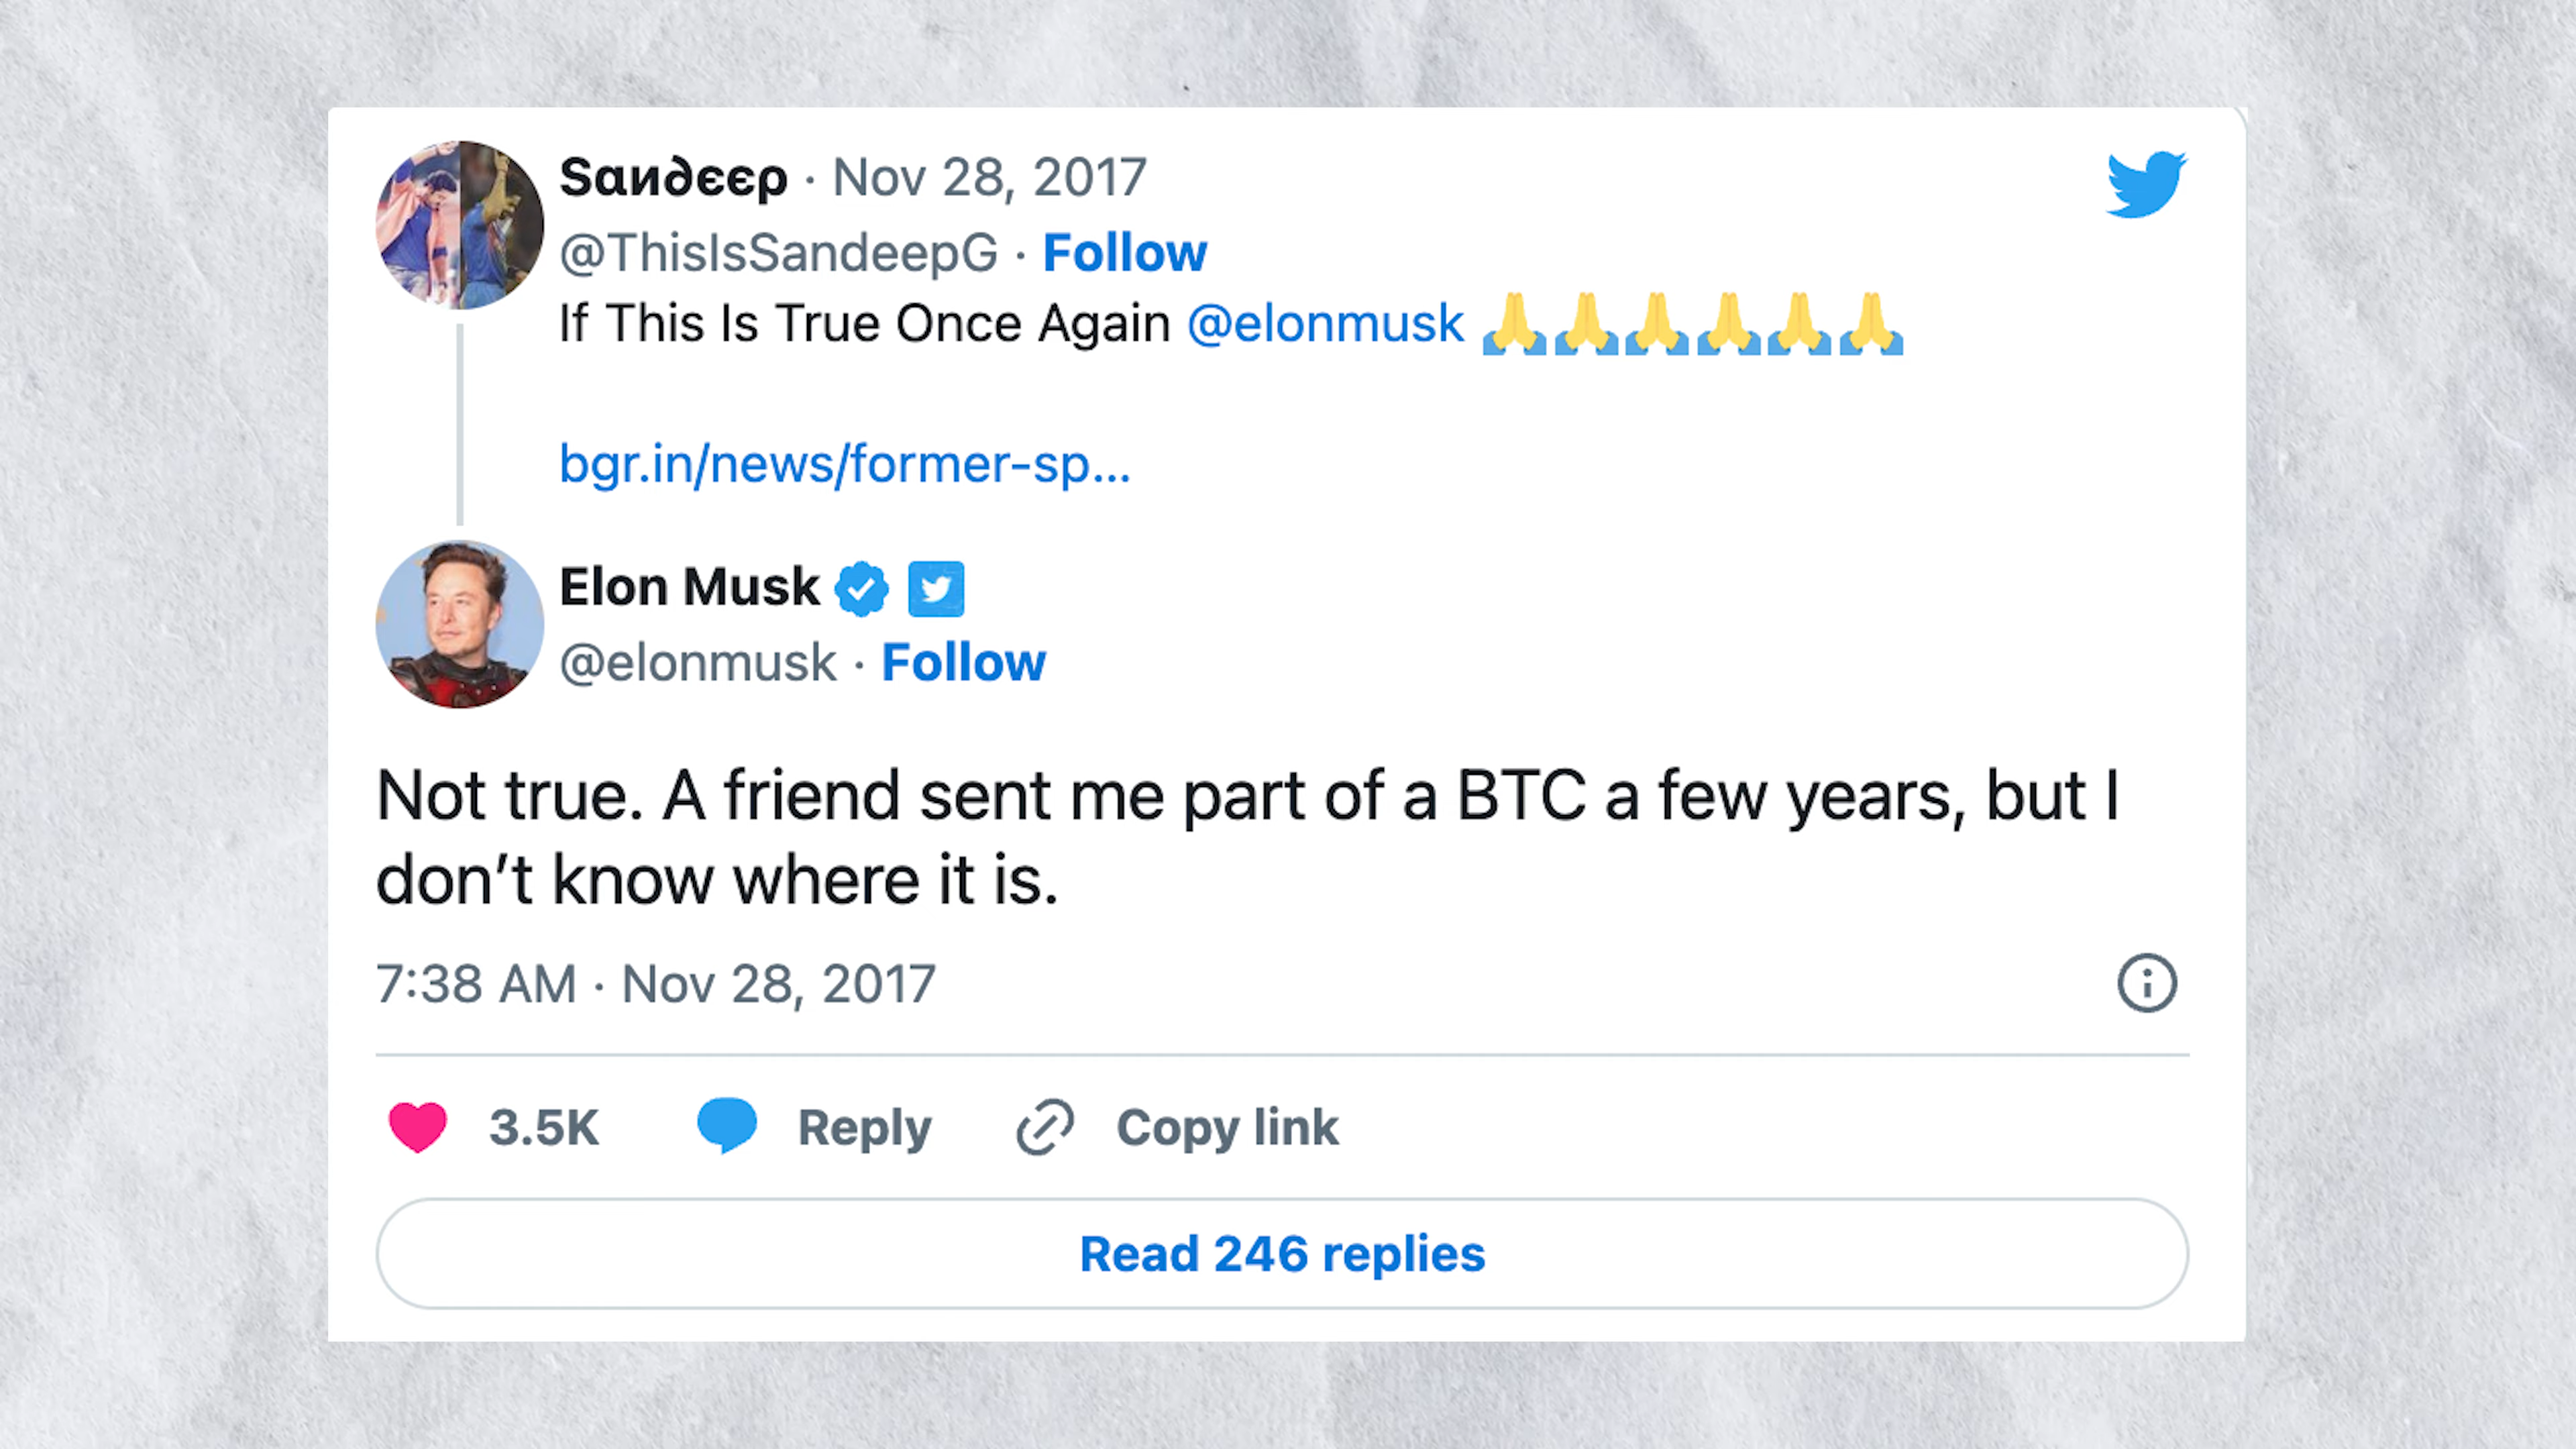 Sαи∂єєρ · Nov 28, 2017
@ThisIsSandeepG · Follow
If This Is True Once Again @elonmusk 🙏🙏🙏🙏🙏🙏
bgr.in/news/former-sp...
Elon Musk
@elonmusk · Follow
Not true. A friend sent me part of a BTC a few years, but I
don’t know where it is.
7:38 AM · Nov 28, 2017
3.5K Reply Copy link
Read 246 replies